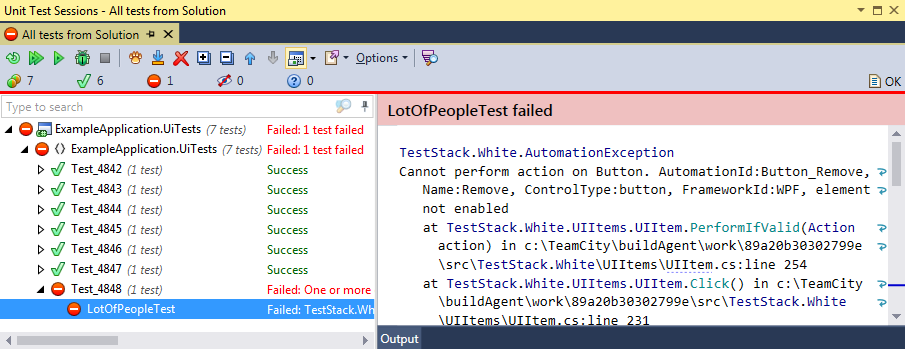 Unit Test Sessions - All tests from Solution
All tests from Solution
Options
7 6 1 0 0 OK
Type to search
ExampleApplication.UiTests (7 tests) Failed: 1 test failed
ExampleApplication.UiTests (7 tests) Failed: 1 test failed
Test_4842 (1 test) Success
Test_4843 (1 test) Success
Test_4844 (1 test) Success
Test_4845 (1 test) Success
Test_4846 (1 test) Success
Test_4847 (1 test) Success
Test_4848 (1 test) Failed: One or more
LotOfPeopleTest Failed: TestStack.Wh
LotOfPeopleTest failed
TestStack.White.AutomationException
Cannot perform action on Button. AutomationId:Button_Remove,
Name:Remove, ControlType:button, FrameworkId:WPF, element
not enabled
at TestStack.White.UIItems.UIItem.PerformIfValid(Action
action) in c:\TeamCity\buildAgent\work\89a20b30302799e
\src\TestStack.White\UIItems\UIItem.cs:line 254
at TestStack.White.UIItems.UIItem.Click() in c:\TeamCity
\buildAgent\work\89a20b30302799e\src\TestStack.White
\UIItems\UIItem.cs:line 231
Output